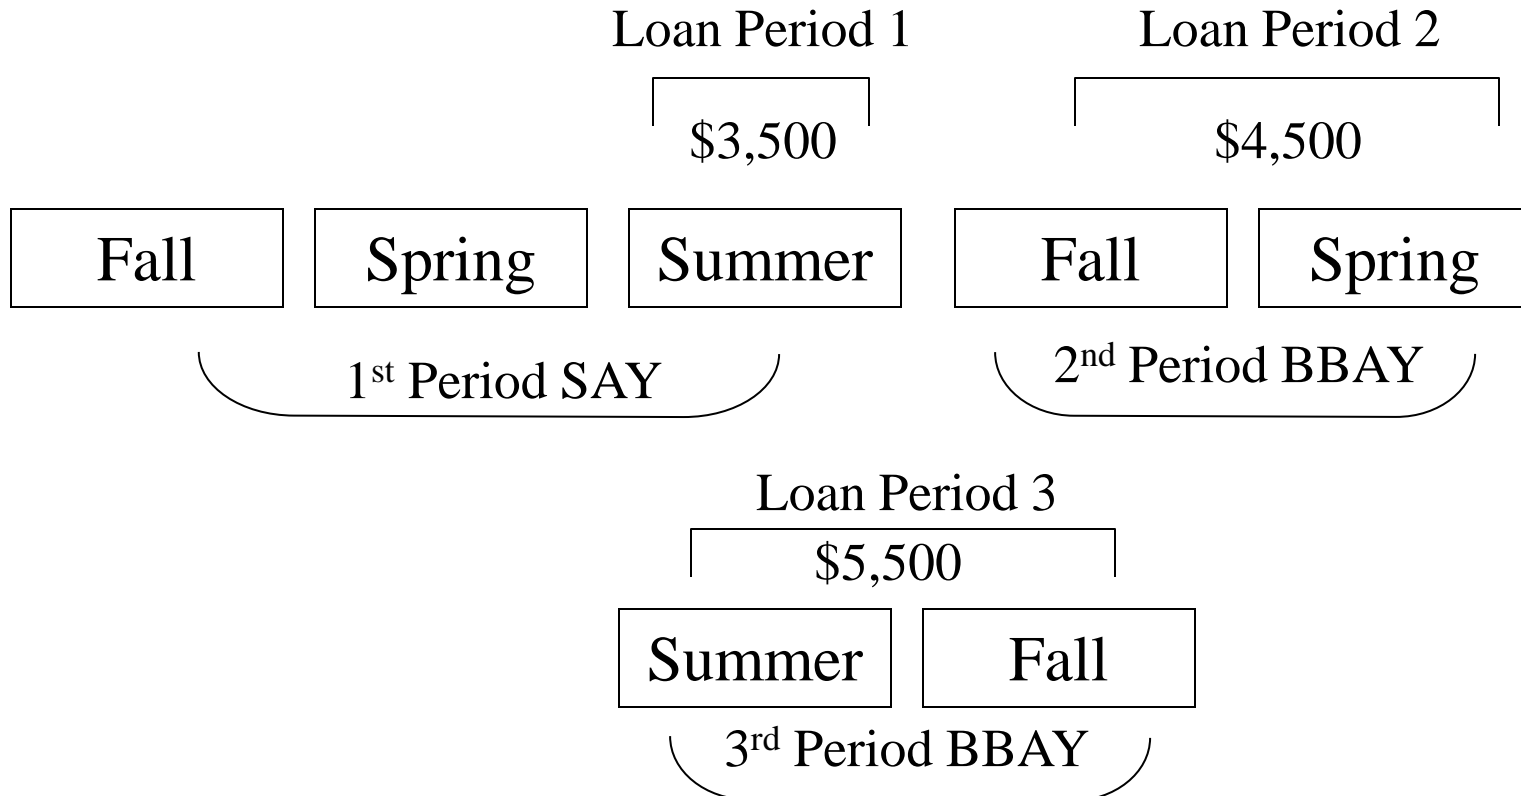 Loan Period 1
Loan Period 2
$3,500
$4,500
Fall
Spring
Summer
Fall
Spring
1st Period SAY
2nd Period BBAY
Loan Period 3
$5,500
Summer
Fall
3rd Period BBAY